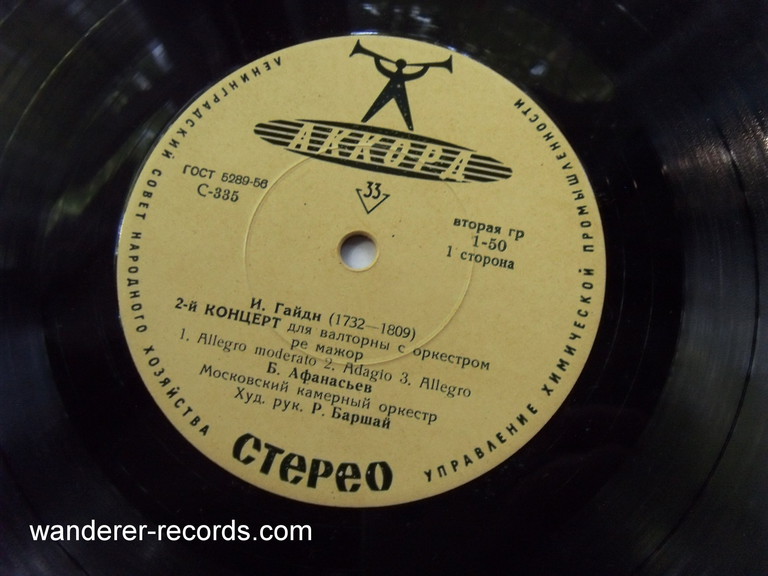 ЛЕНИНГРАДСКИЙ СОВЕТ НАРОДНОГО ХОЗЯЙСТВА
УПРАВЛЕНИЕ ХИМИЧЕСКОЙ ПРОМЫШЛЕННОСТИ
АККОРД
ГОСТ 5289-56
С-335
33
вторая гр
1-50
1 сторона
И. Гайдн (1732—1809)
2-й КОНЦЕРТ для валторны с оркестром
ре мажор
1. Allegro moderato 2. Adagio 3. Allegro
Б. Афанасьев
Московский камерный оркестр
Худ. рук. Р. Баршай
СТЕРЕО
wanderer-records.com